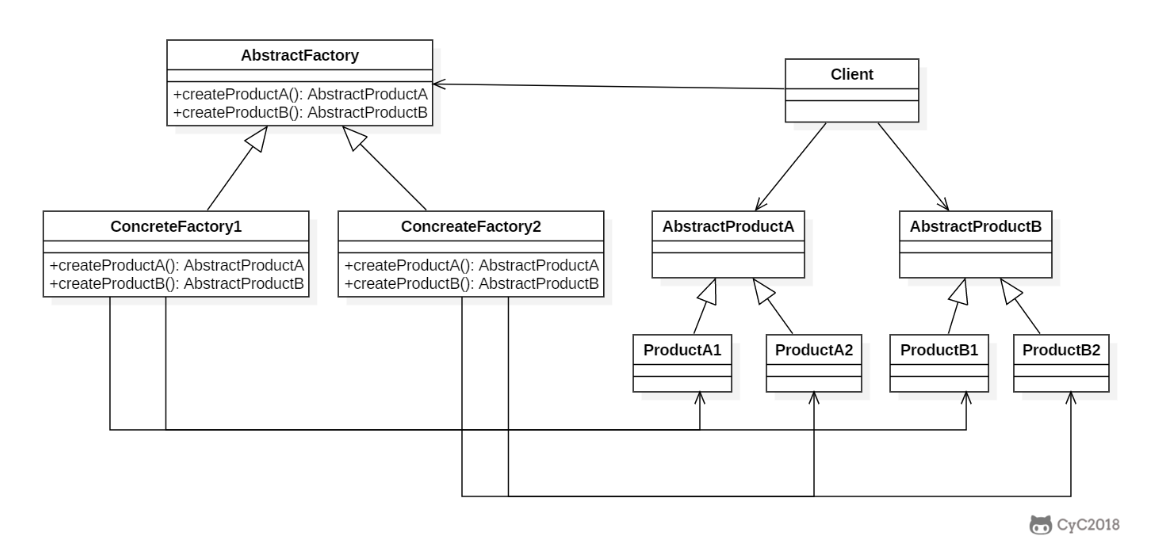 AbstractFactory
+createProductA(): AbstractProductA
+createProductB(): AbstractProductB
Client
ConcreteFactory1
+createProductA(): AbstractProductA
+createProductB(): AbstractProductB
ConcreateFactory2
+createProductA(): AbstractProductA
+createProductB(): AbstractProductB
AbstractProductA
AbstractProductB
ProductA1
ProductA2
ProductB1
ProductB2
CyC2018